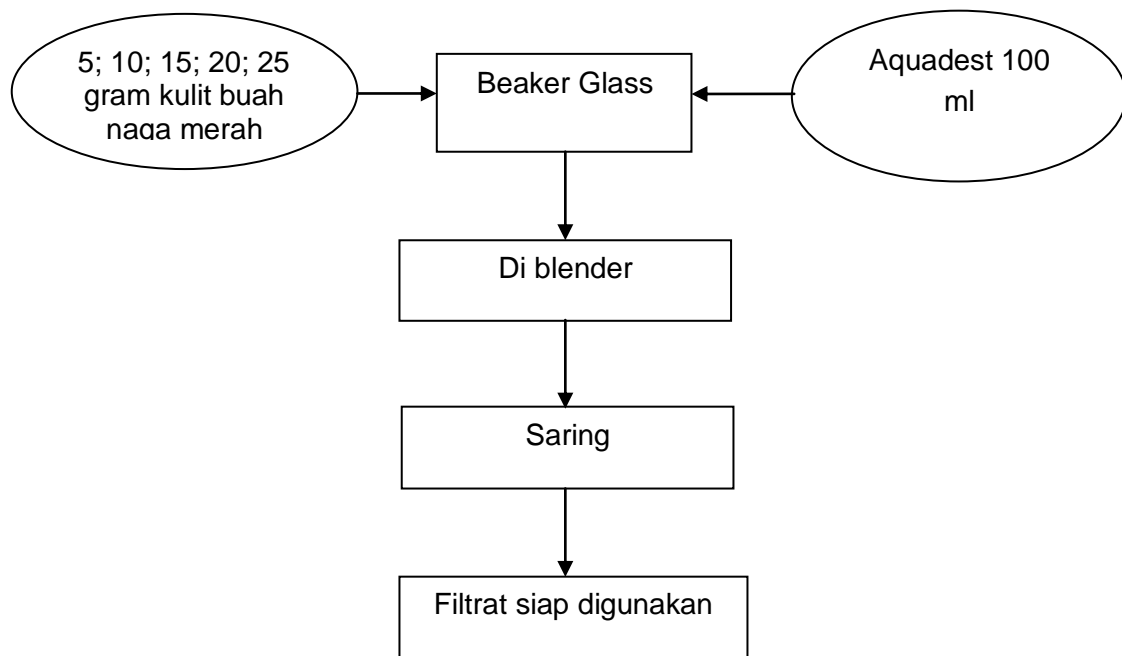 5; 10; 15; 20; 25
gram kulit buah
naga merah
Beaker Glass
Aquadest 100
ml
Di blender
Saring
Filtrat siap digunakan